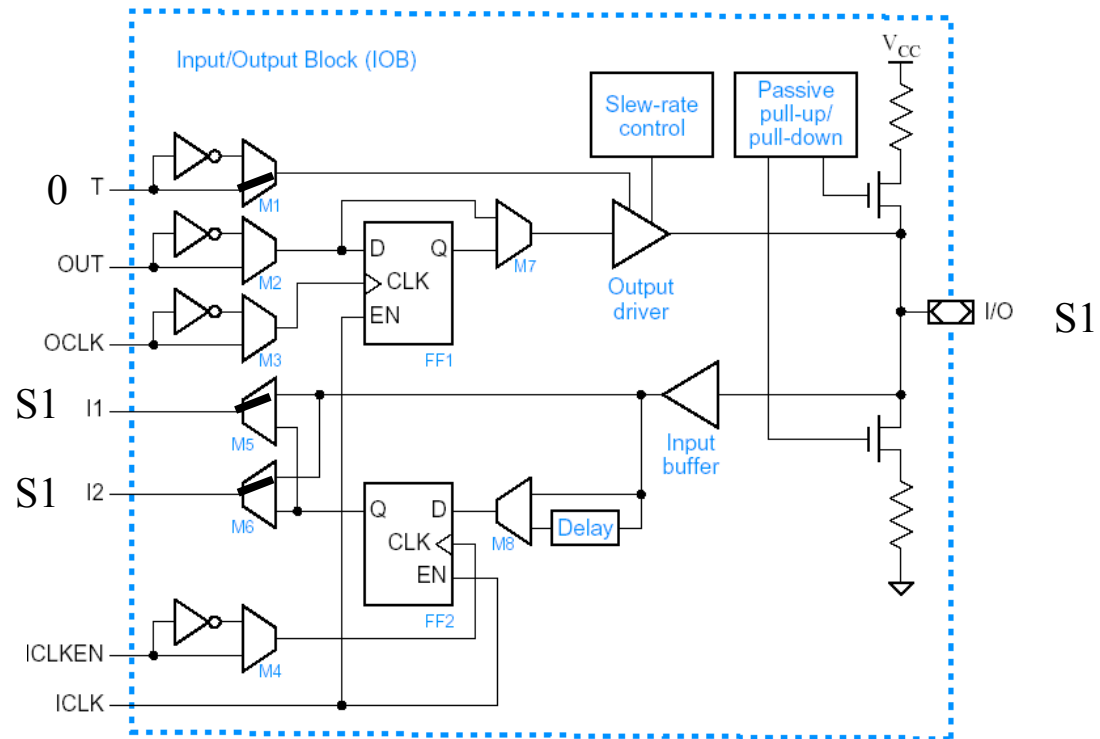 Input/Output Block (IOB)
V_CC
Slew-rate
control
Passive
pull-up/
pull-down
0 T
M1
OUT
M2
D Q
M7
CLK
Output
driver
EN
OCLK
M3
FF1
I/O S1
S1 I1
M5
Input
buffer
S1 I2
M6
Q D
M8
Delay
CLK
EN
FF2
ICLKEN
M4
ICLK